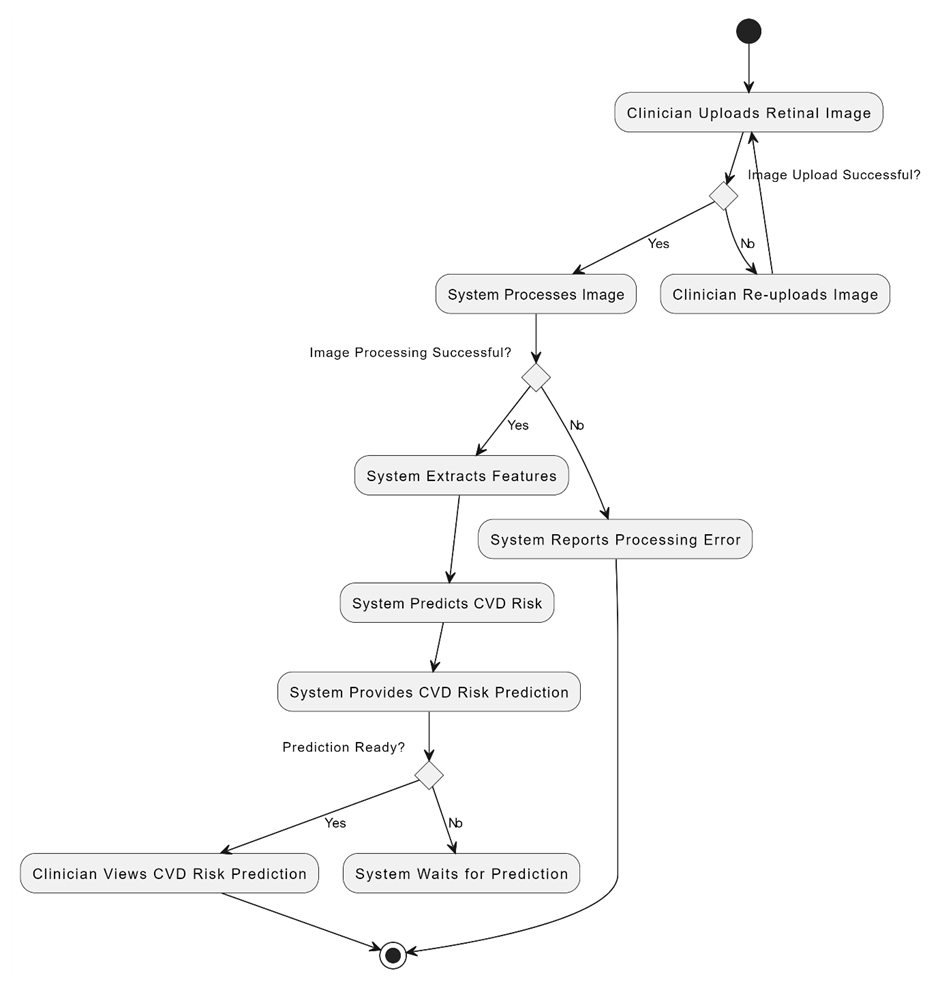 Clinician Uploads Retinal Image
Image Upload Successful?
Yes
No
System Processes Image
Clinician Re-uploads Image
Image Processing Successful?
Yes
No
System Extracts Features
System Reports Processing Error
System Predicts CVD Risk
System Provides CVD Risk Prediction
Prediction Ready?
Yes
No
Clinician Views CVD Risk Prediction
System Waits for Prediction